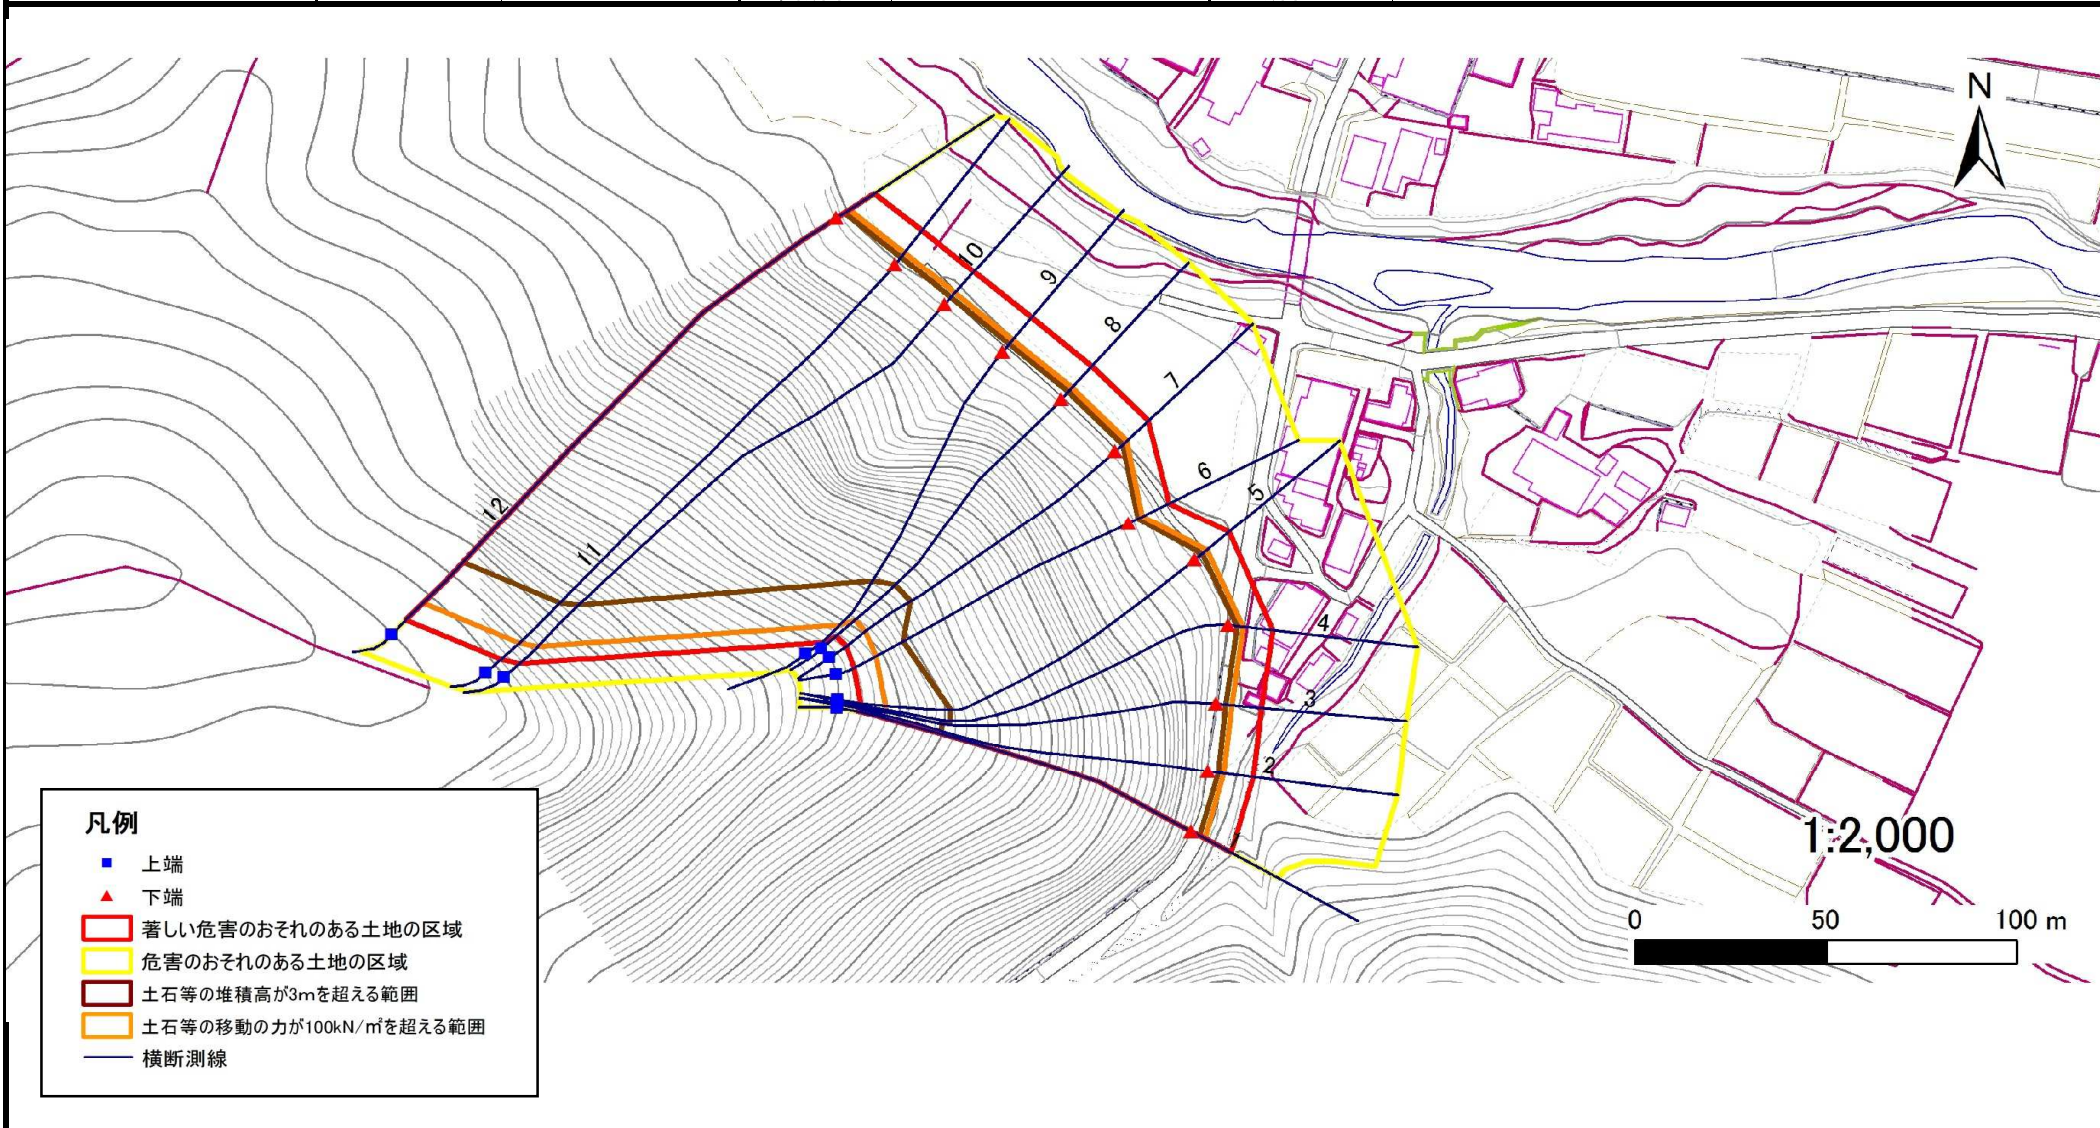 N
10
9
8
7
6
5
12
11
4
3
2
1
凡例
上端
下端
著しい危害のおそれのある土地の区域
危害のおそれのある土地の区域
土石等の堆積高が3mを超える範囲
土石等の移動の力が100kN/㎡を超える範囲
横断測線
1:2,000
0 50 100 m